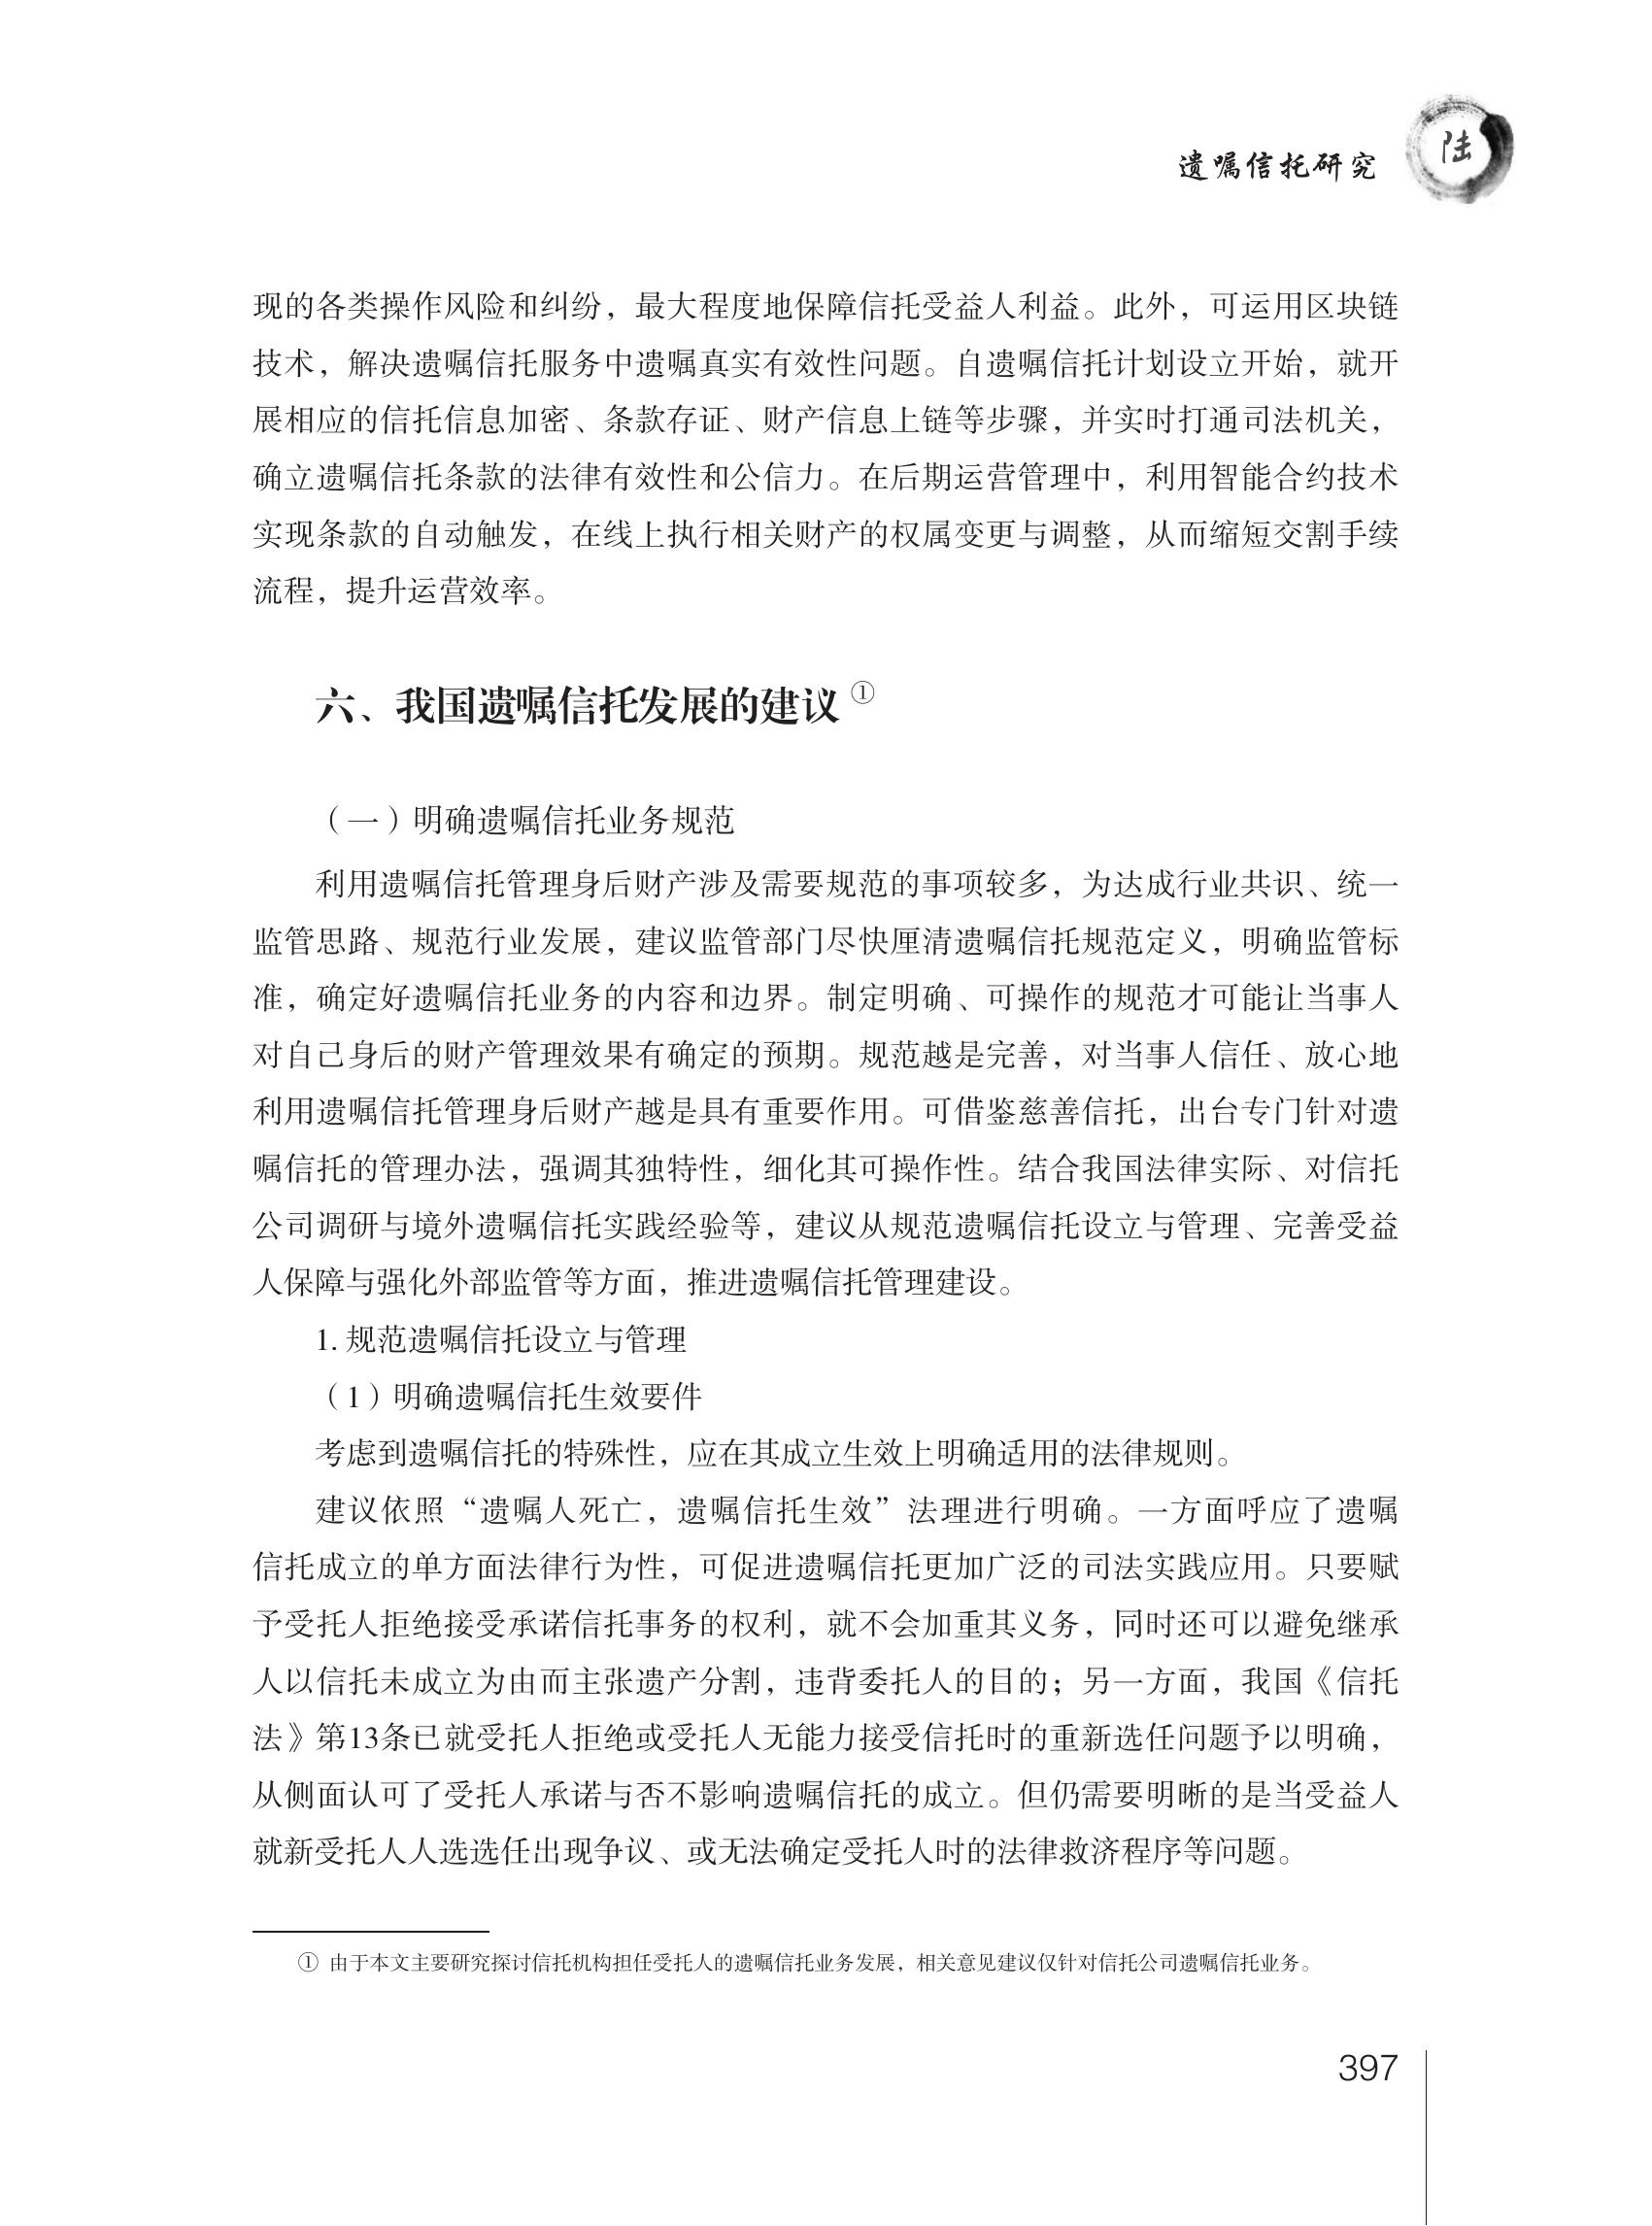 遗嘱信托研究
陆
现的各类操作风险和纠纷，最大程度地保障信托受益人利益。此外，可运用区块链
技术，解决遗嘱信托服务中遗嘱真实有效性问题。自遗嘱信托计划设立开始，就开
展相应的信托信息加密、条款存证、财产信息上链等步骤，并实时打通司法机关，
确立遗嘱信托条款的法律有效性和公信力。在后期运营管理中，利用智能合约技术
实现条款的自动触发，在线上执行相关财产的权属变更与调整，从而缩短交割手续
流程，提升运营效率。
六、我国遗嘱信托发展的建议①
（一）明确遗嘱信托业务规范
利用遗嘱信托管理身后财产涉及需要规范的事项较多，为达成行业共识、统一
监管思路、规范行业发展，建议监管部门尽快厘清遗嘱信托规范定义，明确监管标
准，确定好遗嘱信托业务的内容和边界。制定明确、可操作的规范才可能让当事人
对自己身后的财产管理效果有确定的预期。规范越是完善，对当事人信任、放心地
利用遗嘱信托管理身后财产越是具有重要作用。可借鉴慈善信托，出台专门针对遗
嘱信托的管理办法，强调其独特性，细化其可操作性。结合我国法律实际、对信托
公司调研与境外遗嘱信托实践经验等，建议从规范遗嘱信托设立与管理、完善受益
人保障与强化外部监管等方面，推进遗嘱信托管理建设。
1. 规范遗嘱信托设立与管理
（1）明确遗嘱信托生效要件
考虑到遗嘱信托的特殊性，应在其成立生效上明确适用的法律规则。
建议依照“遗嘱人死亡，遗嘱信托生效”法理进行明确。一方面呼应了遗嘱
信托成立的单方面法律行为性，可促进遗嘱信托更加广泛的司法实践应用。只要赋
予受托人拒绝接受承诺信托事务的权利，就不会加重其义务，同时还可以避免继承
人以信托未成立为由而主张遗产分割，违背委托人的目的；另一方面，我国《信托
法》第13条已就受托人拒绝或受托人无能力接受信托时的重新选任问题予以明确，
从侧面认可了受托人承诺与否不影响遗嘱信托的成立。但仍需要明晰的是当受益人
就新受托人人选选任出现争议、或无法确定受托人时的法律救济程序等问题。
① 由于本文主要研究探讨信托机构担任受托人的遗嘱信托业务发展，相关意见建议仅针对信托公司遗嘱信托业务。
397